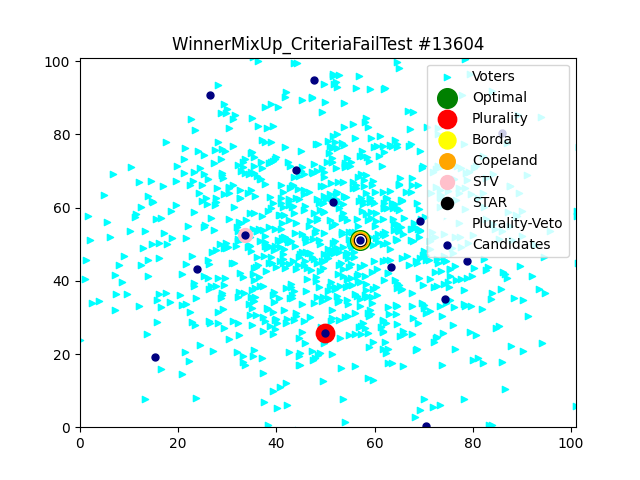 WinnerMixUp_CriteriaFailTest #13604
100
80
60
40
20
0
0
20
40
60
80
100
Voters
Optimal
Plurality
Borda
Copeland
STV
STAR
Plurality-Veto
Candidates